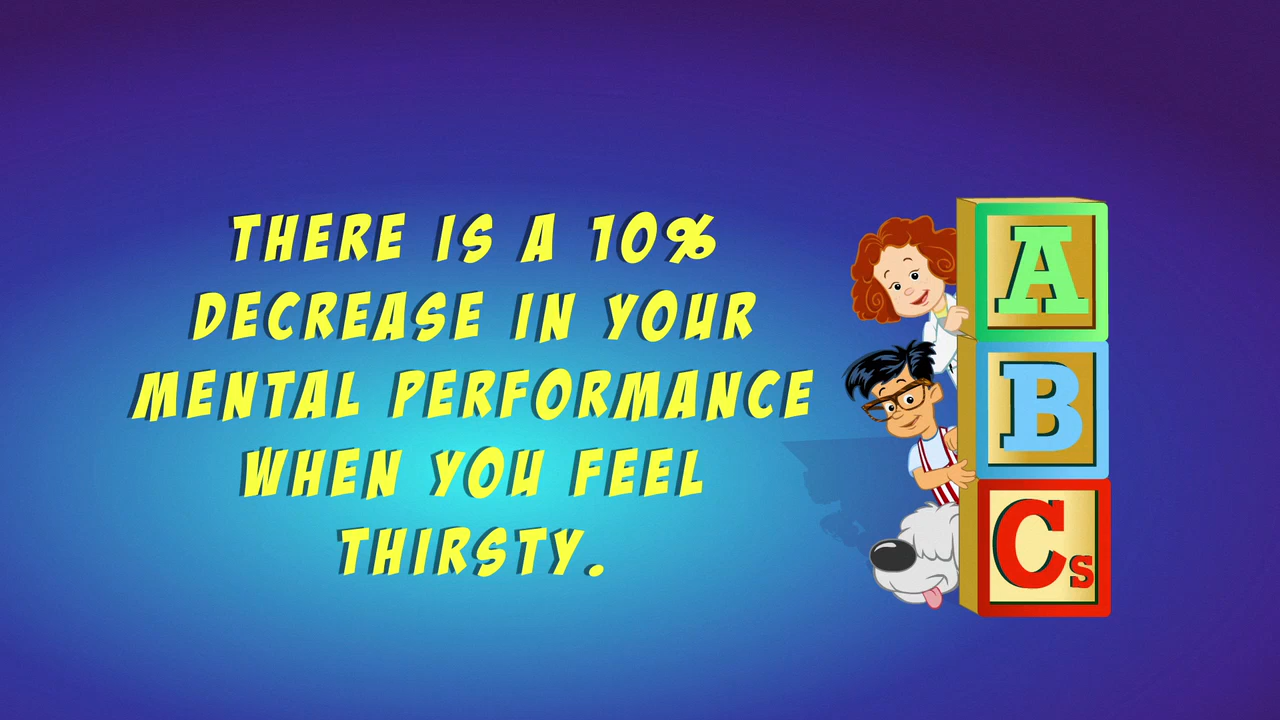 THERE IS A 10%
DECREASE IN YOUR
MENTAL PERFORMANCE
WHEN YOU FEEL
THIRSTY.
A
B
Cs